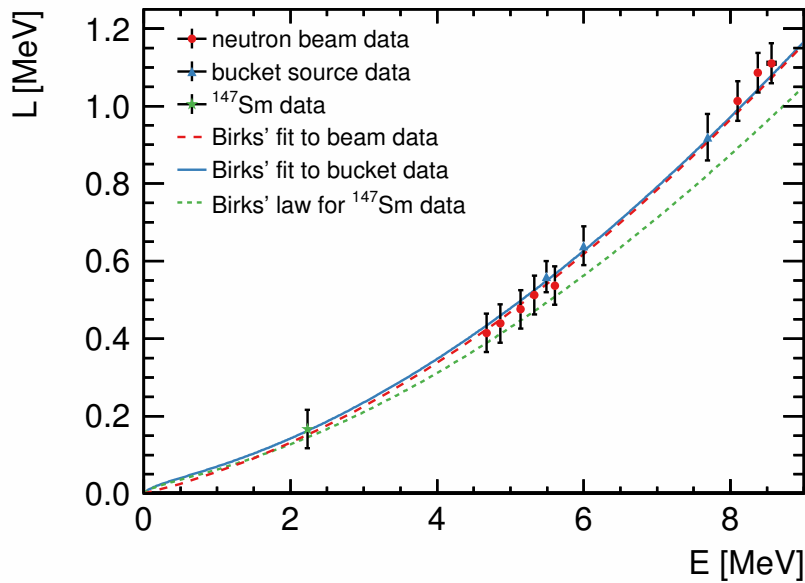 L [MeV]
1.2
1.0
0.8
0.6
0.4
0.2
0.0
neutron beam data
bucket source data
¹⁴⁷Sm data
Birks' fit to beam data
Birks' fit to bucket data
Birks' law for ¹⁴⁷Sm data
0 2 4 6 8
E [MeV]